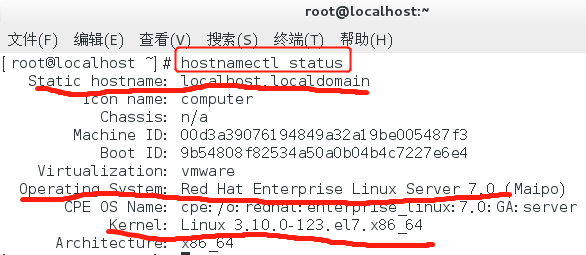 root@localhost:~
文件(F) 编辑(E) 查看(V) 搜索(S) 终端(T) 帮助(H)
[root@localhost ~]# hostnamectl status
Static hostname: localhost.localdomain
Icon name: computer
Chassis: n/a
Machine ID: 00d3a39076194849a32a19be005487f3
Boot ID: 9b54808f82534a50a0b04b4c7227e6e4
Virtualization: vmware
Operating System: Red Hat Enterprise Linux Server 7.0 (Maipo)
CPE OS Name: cpe:/o:redhat:enterprise_linux:7.0:GA:server
Kernel: Linux 3.10.0-123.el7.x86_64
Architecture: x86_64